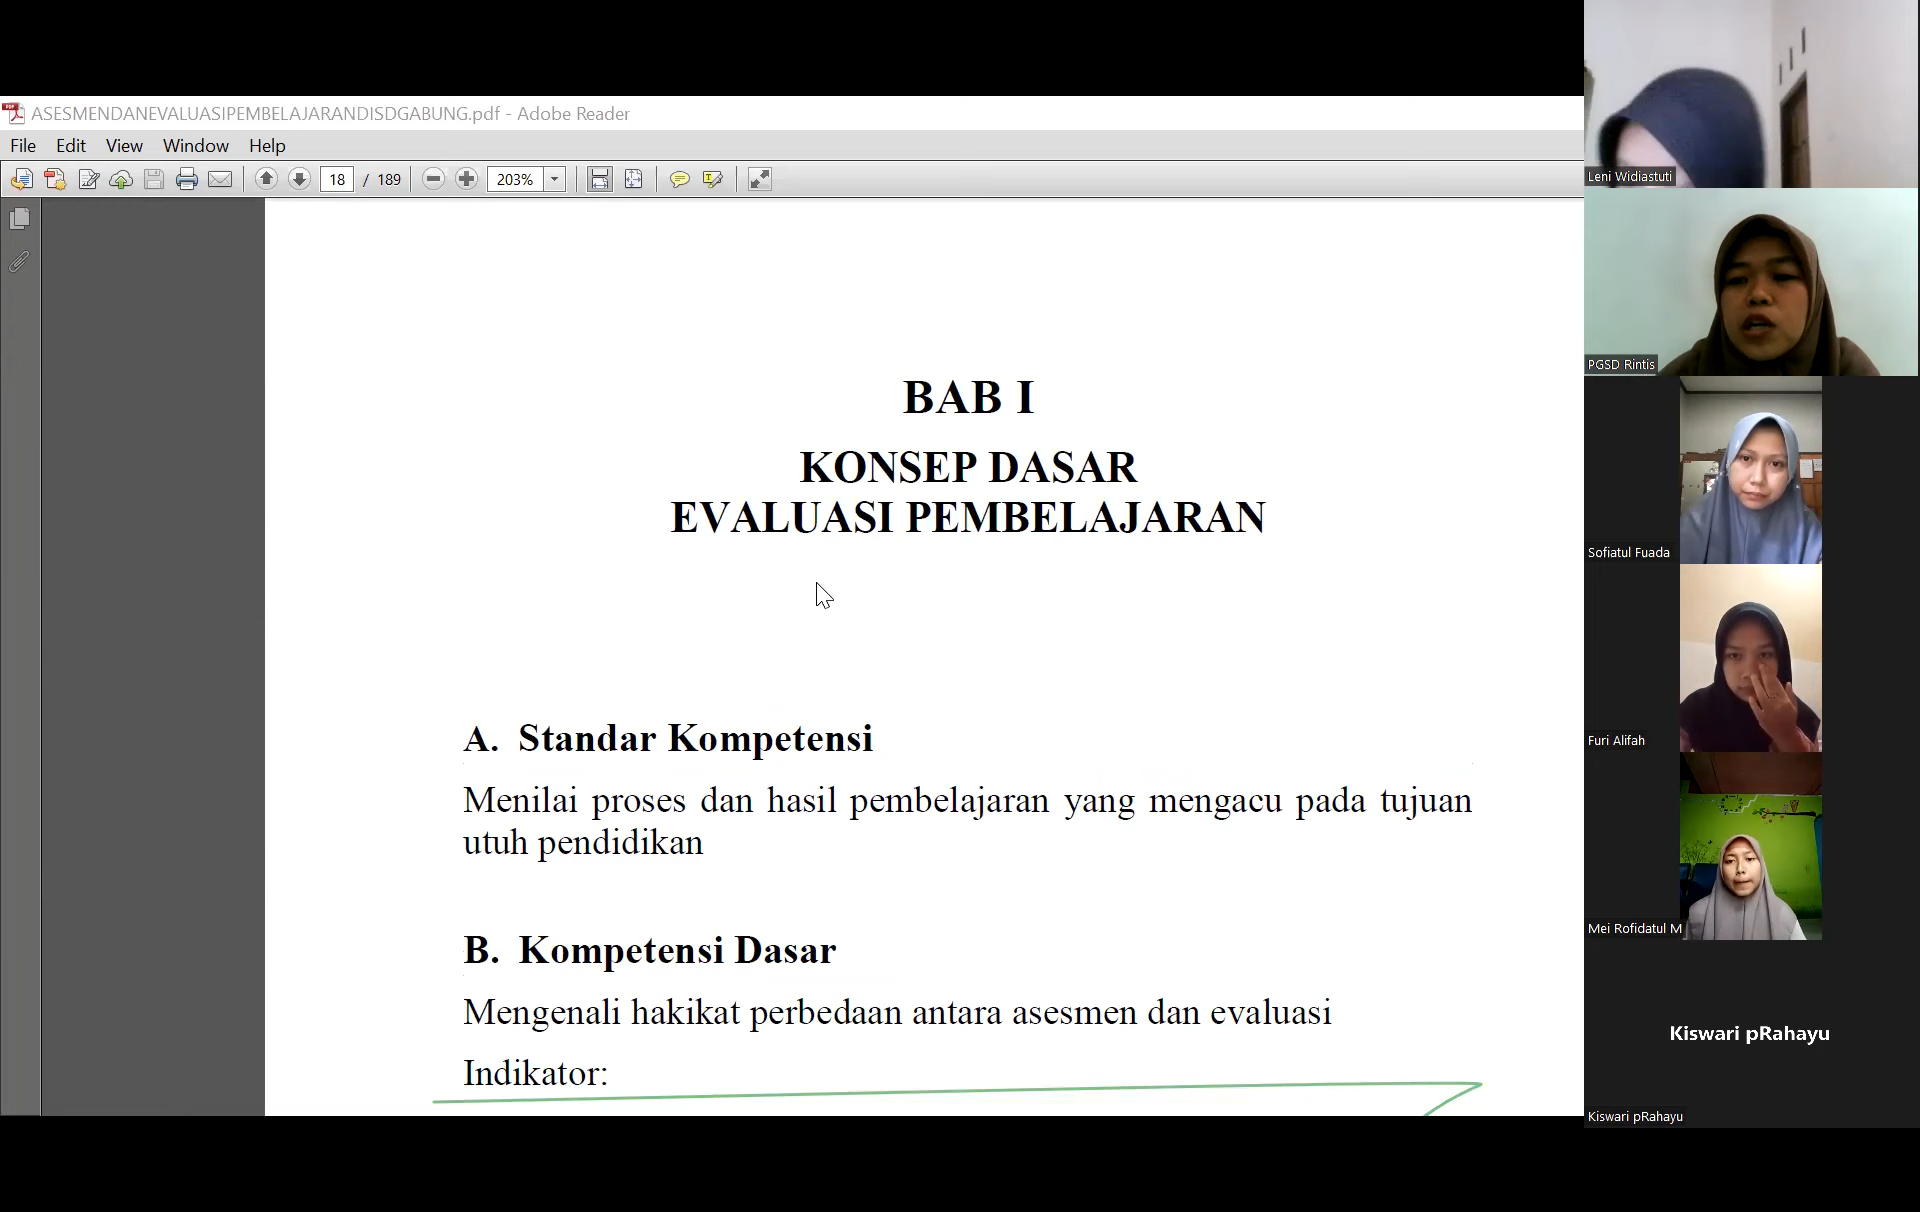 ASESMENDANEVALUASIPEMBELAJARANDISDGABUNG.pdf - Adobe Reader
File Edit View Window Help
18 / 189 203%
BAB I
KONSEP DASAR
EVALUASI PEMBELAJARAN
A. Standar Kompetensi
Menilai proses dan hasil pembelajaran yang mengacu pada tujuan
utuh pendidikan
B. Kompetensi Dasar
Mengenali hakikat perbedaan antara asesmen dan evaluasi
Indikator:
Leni Widiastuti
PGSD Rintis
Sofiatul Fuada
Furi Alifah
Mei Rofidatul M
Kiswari pRahayu
Kiswari pRahayu